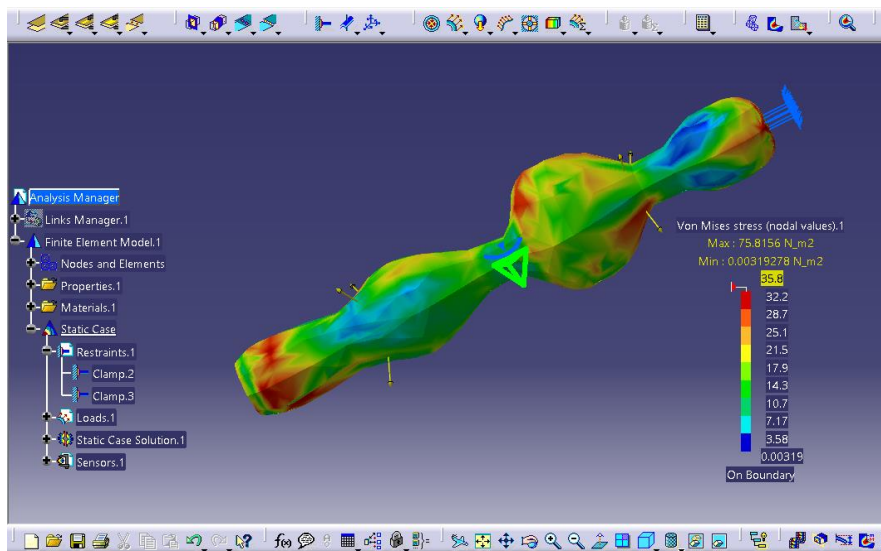 Analysis Manager
Links Manager.1
Finite Element Model.1
Nodes and Elements
Properties.1
Materials.1
Static Case
Restraints.1
Clamp.2
Clamp.3
Loads.1
Static Case Solution.1
Sensors.1
Von Mises stress (nodal values).1
Max : 75.8156 N_m2
Min : 0.00319278 N_m2
35.8
32.2
28.7
25.1
21.5
17.9
14.3
10.7
7.17
3.58
0.00319
On Boundary
f(x)